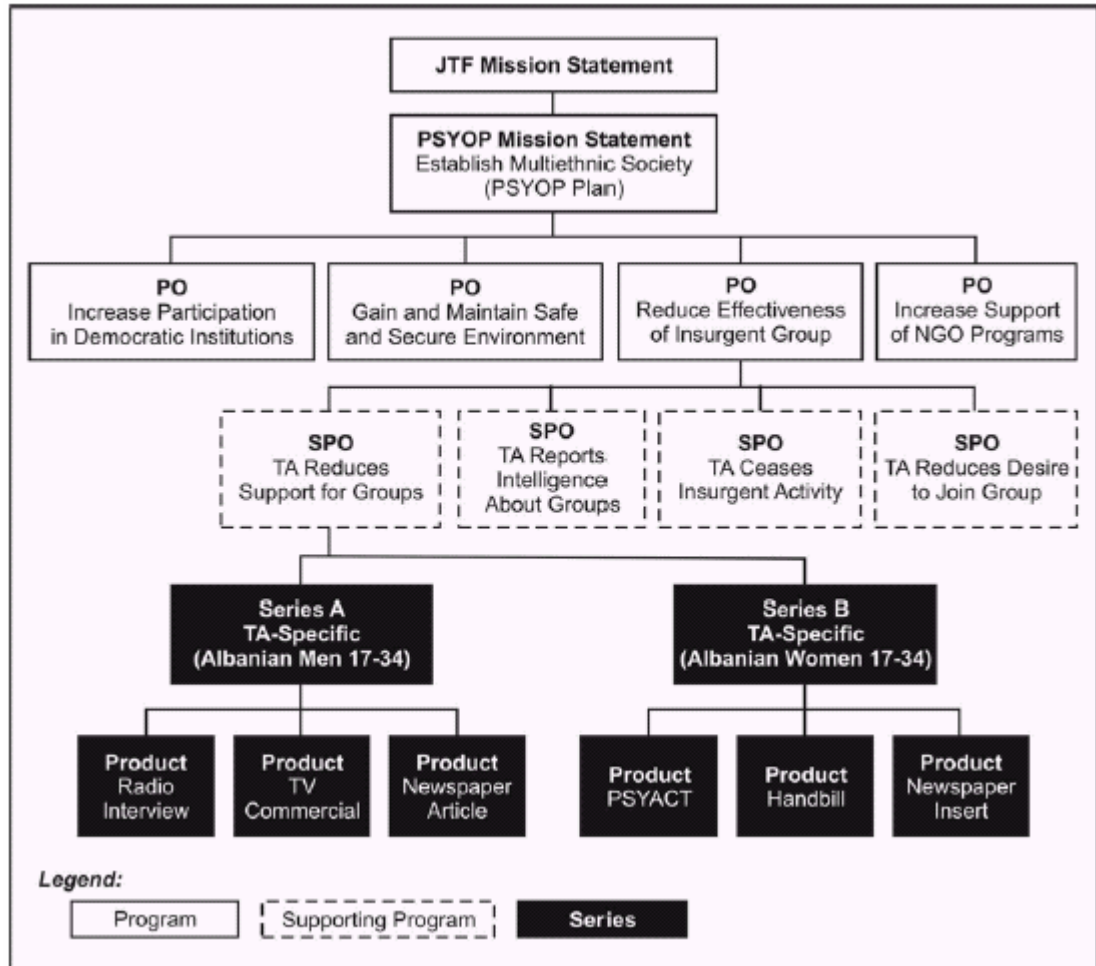 JTF Mission Statement
PSYOP Mission Statement
Establish Multiethnic Society
(PSYOP Plan)
PO
Increase Participation
in Democratic Institutions
PO
Gain and Maintain Safe
and Secure Environment
PO
Reduce Effectiveness
of Insurgent Group
PO
Increase Support
of NGO Programs
SPO
TA Reduces
Support for Groups
SPO
TA Reports
Intelligence
About Groups
SPO
TA Ceases
Insurgent Activity
SPO
TA Reduces Desire
to Join Group
Series A
TA-Specific
(Albanian Men 17-34)
Series B
TA-Specific
(Albanian Women 17-34)
Product
Radio
Interview
Product
TV
Commercial
Product
Newspaper
Article
Product
PSYACT
Product
Handbill
Product
Newspaper
Insert
Legend:
Program
Supporting Program
Series